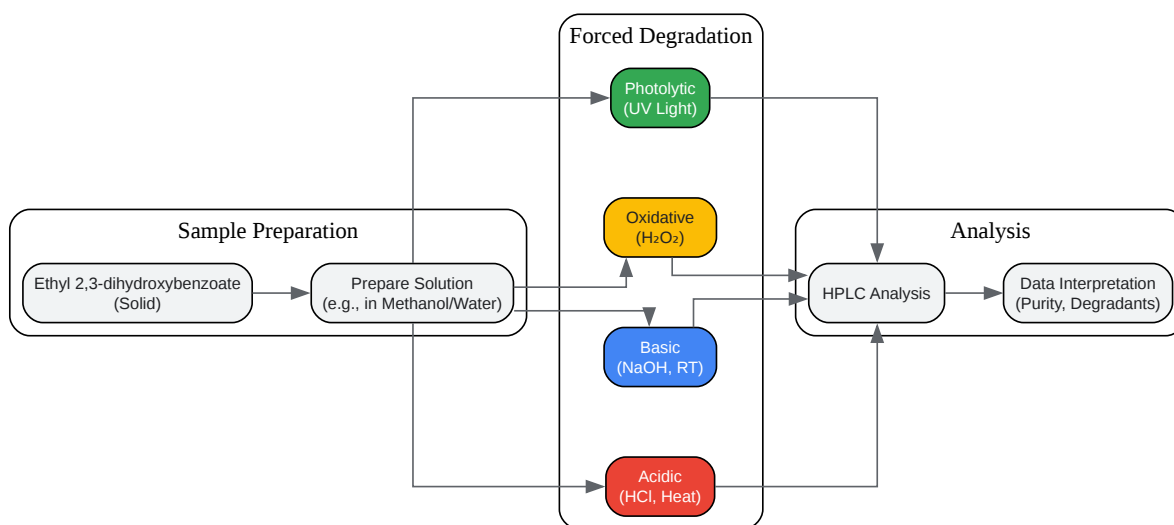 Forced Degradation
Photolytic
(UV Light)
Sample Preparation
Ethyl 2,3-dihydroxybenzoate
(Solid)
Prepare Solution
(e.g., in Methanol/Water)
Oxidative
(H₂O₂)
Basic
(NaOH, RT)
Acidic
(HCl, Heat)
Analysis
HPLC Analysis
Data Interpretation
(Purity, Degradants)